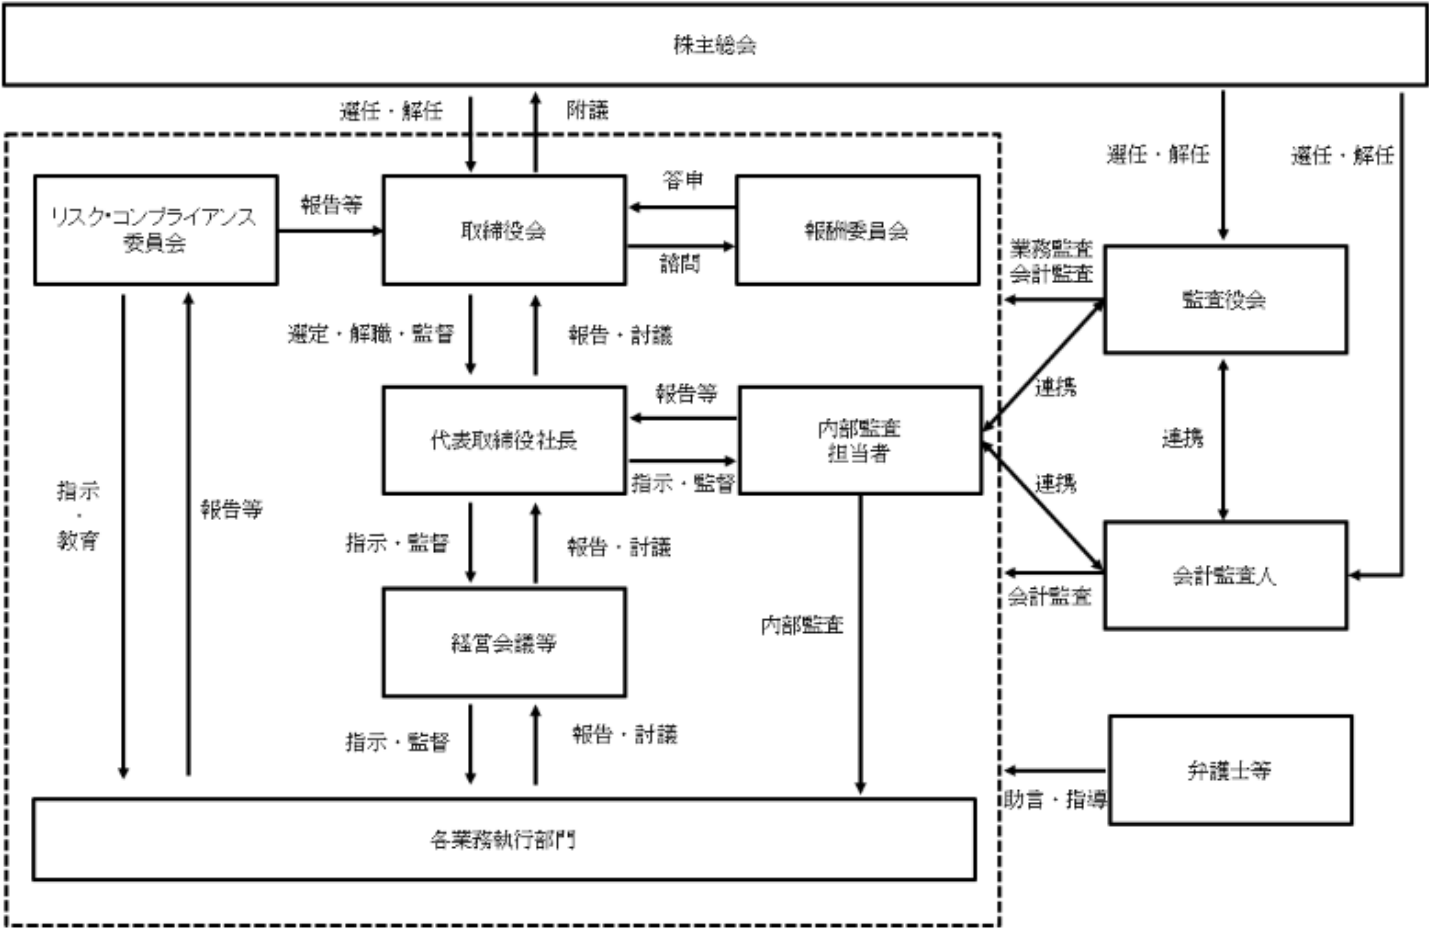 株主総会
選任・解任
附議
選任・解任
選任・解任
リスク・コンプライアンス
委員会
報告等
取締役会
答申
諮問
報酬委員会
業務監査
会計監査
監査役会
選定・解職・監督
報告・討議
代表取締役社長
報告等
指示・監督
内部監査
担当者
連携
連携
連携
指示
・
教育
報告等
指示・監督
報告・討議
会計監査人
会計監査
経営会議等
内部監査
指示・監督
報告・討議
弁護士等
助言・指導
各業務執行部門